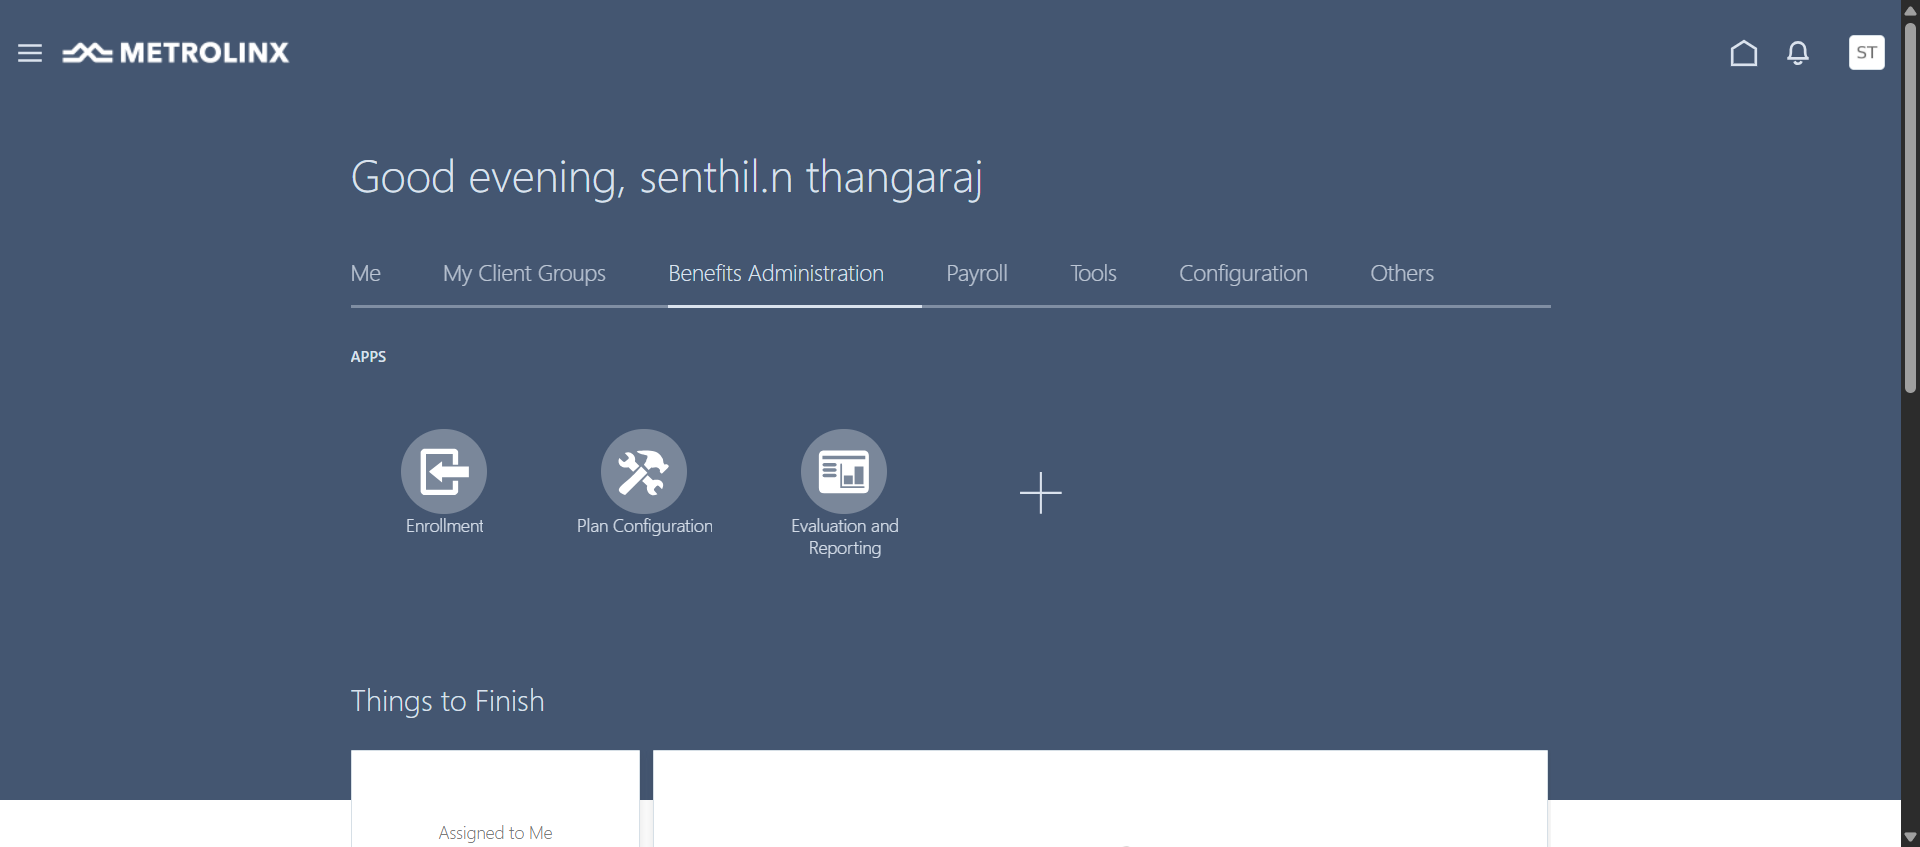 METROLINX
ST
Good evening, senthil.n thangaraj
Me
My Client Groups
Benefits Administration
Payroll
Tools
Configuration
Others
APPS
Enrollment
Plan Configuration
Evaluation and
Reporting
Things to Finish
Assigned to Me